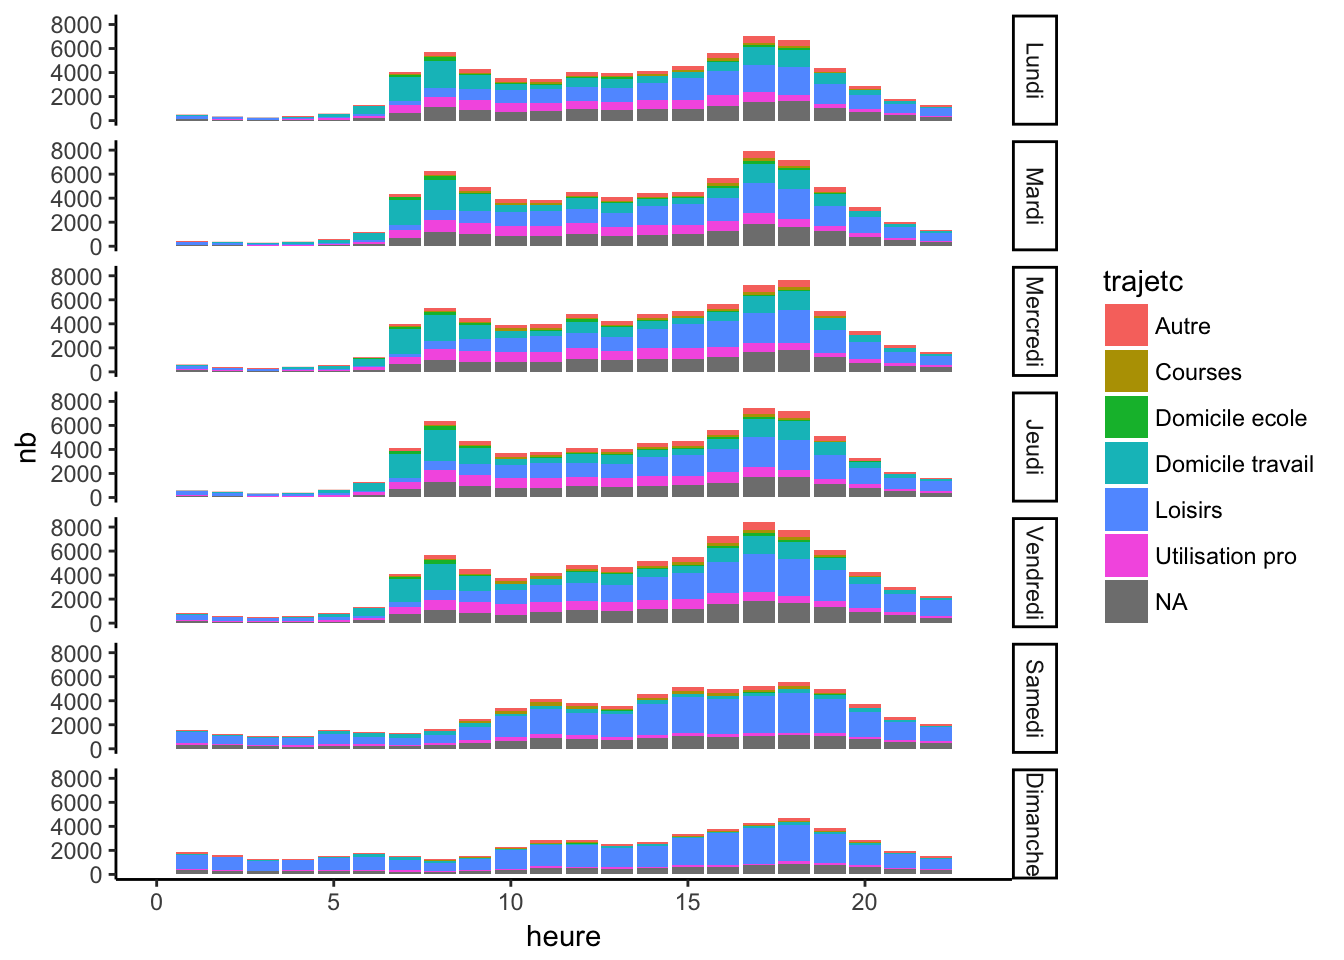 8000
6000
4000
2000
0
Lundi
8000
6000
4000
2000
0
Mardi
8000
6000
4000
2000
0
Mercredi
8000
6000
4000
2000
0
Jeudi
8000
6000
4000
2000
0
Vendredi
8000
6000
4000
2000
0
Samedi
8000
6000
4000
2000
0
Dimanche
nb
0 5 10 15 20
heure
trajetc
Autre
Courses
Domicile ecole
Domicile travail
Loisirs
Utilisation pro
NA